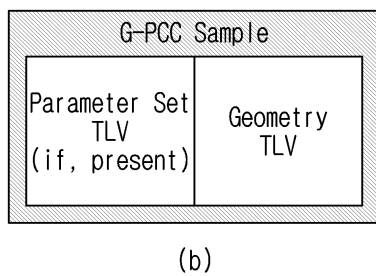 G-PCC Sample
Parameter Set
TLV
(if, present)
Geometry
TLV
(b)